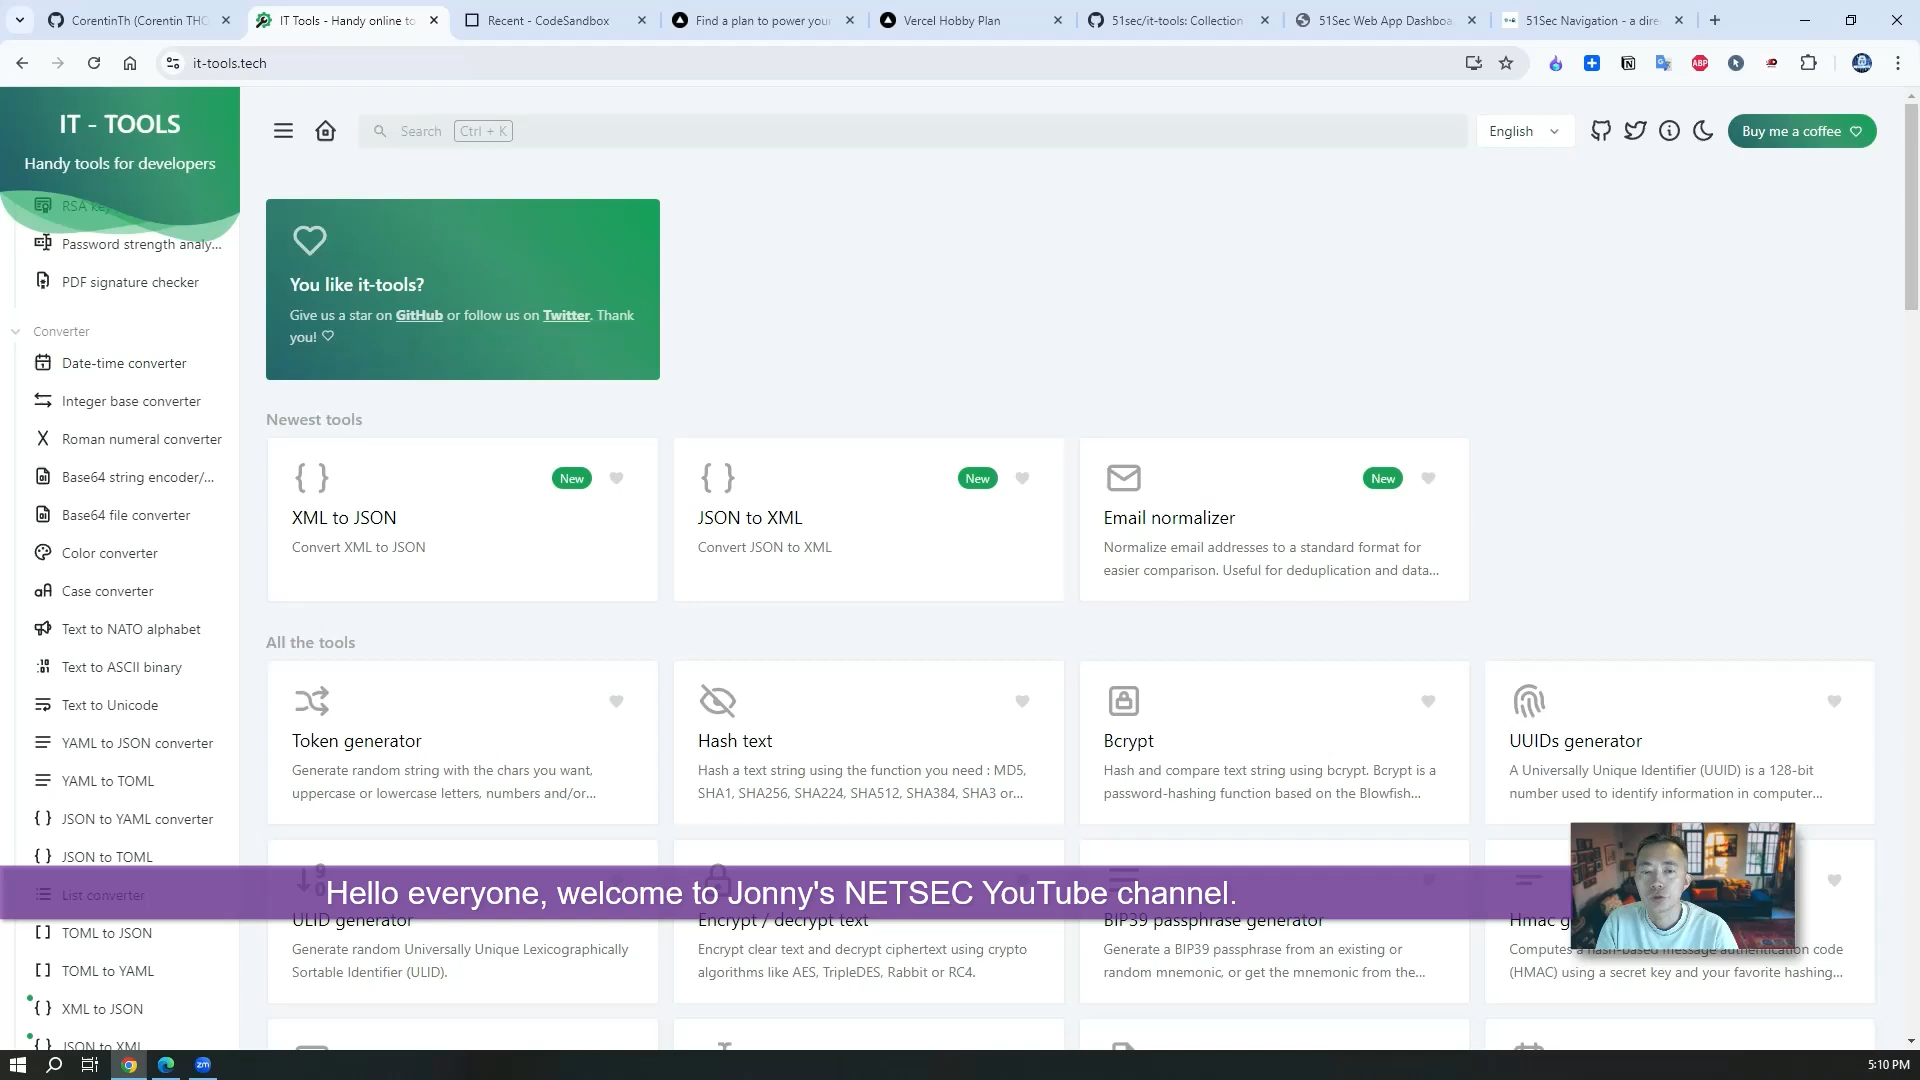 CorentinTh (Corentin THC
IT Tools - Handy online to
Recent - CodeSandbox
Find a plan to power your
Vercel Hobby Plan
51sec/it-tools: Collection
51Sec Web App Dashboa
51Sec Navigation - a dire
it-tools.tech
ABP
IT - TOOLS
Handy tools for developers
Search
Ctrl + K
English
Buy me a coffee
RSA key
Password strength analy...
PDF signature checker
Converter
Date-time converter
Integer base converter
Roman numeral converter
Base64 string encoder/...
Base64 file converter
Color converter
Case converter
Text to NATO alphabet
Text to ASCII binary
Text to Unicode
YAML to JSON converter
YAML to TOML
JSON to YAML converter
JSON to TOML
List converter
TOML to JSON
TOML to YAML
XML to JSON
JSON to XML
You like it-tools?
Give us a star on GitHub or follow us on Twitter. Thank
you!
Newest tools
New
XML to JSON
Convert XML to JSON
New
JSON to XML
Convert JSON to XML
New
Email normalizer
Normalize email addresses to a standard format for
easier comparison. Useful for deduplication and data...
All the tools
Token generator
Generate random string with the chars you want,
uppercase or lowercase letters, numbers and/or...
Hash text
Hash a text string using the function you need : MD5,
SHA1, SHA256, SHA224, SHA512, SHA384, SHA3 or...
Bcrypt
Hash and compare text string using bcrypt. Bcrypt is a
password-hashing function based on the Blowfish...
UUIDs generator
A Universally Unique Identifier (UUID) is a 128-bit
number used to identify information in computer...
Hello everyone, welcome to Jonny's NETSEC YouTube channel.
ULID generator
Generate random Universally Unique Lexicographically
Sortable Identifier (ULID).
Encrypt / decrypt text
Encrypt clear text and decrypt ciphertext using crypto
algorithms like AES, TripleDES, Rabbit or RC4.
BIP39 passphrase generator
Generate a BIP39 passphrase from an existing or
random mnemonic, or get the mnemonic from the...
Hmac g
Computes a hash-based message authentication code
(HMAC) using a secret key and your favorite hashing...
zm
5:10 PM